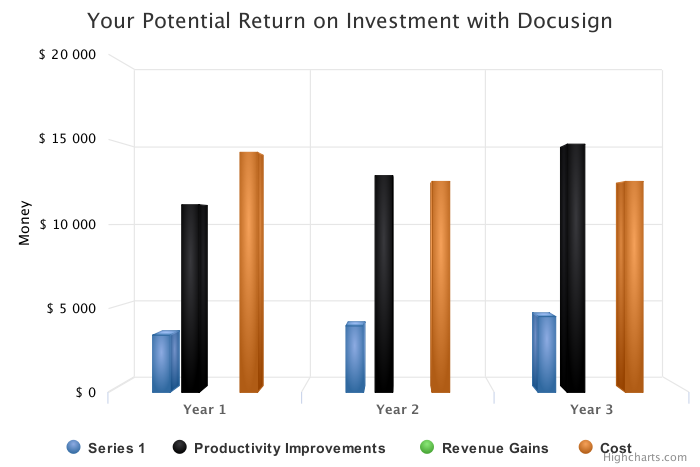 Your Potential Return on Investment with Docusign
$ 20 000
$ 15 000
$ 10 000
$ 5 000
$ 0
Money
Year 1
Year 2
Year 3
Series 1
Productivity Improvements
Revenue Gains
Cost
Highcharts.com